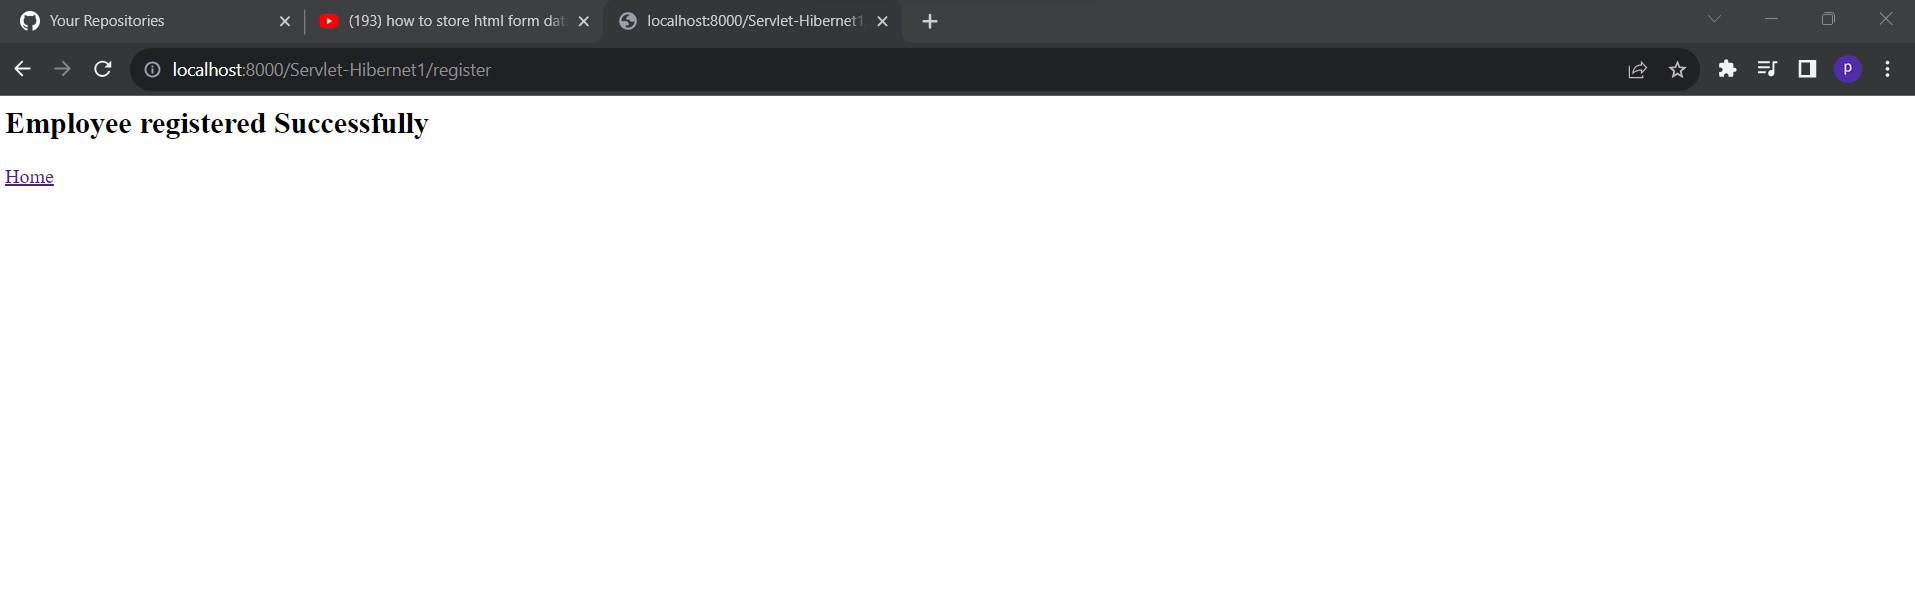 Your Repositories
(193) how to store html form dat
localhost:8000/Servlet-Hibernet1
localhost:8000/Servlet-Hibernet1/register
p
Employee registered Successfully
Home